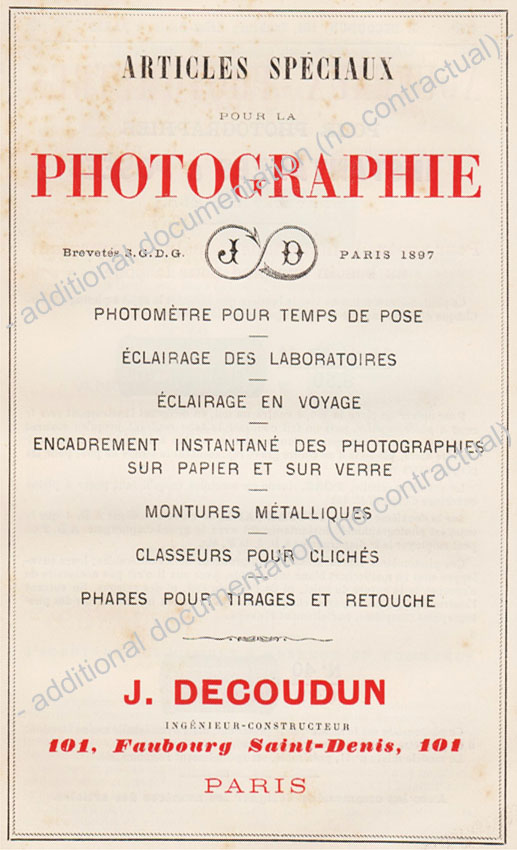 ARTICLES SPÉCIAUX
POUR LA
PHOTOGRAPHIE
Brevetés S.G.D.G. J D PARIS 1897
PHOTOMÈTRE POUR TEMPS DE POSE
ÉCLAIRAGE DES LABORATOIRES
ÉCLAIRAGE EN VOYAGE
ENCADREMENT INSTANTANÉ DES PHOTOGRAPHIES
SUR PAPIER ET SUR VERRE
MONTURES MÉTALLIQUES
CLASSEURS POUR CLICHÉS
PHARES POUR TIRAGES ET RETOUCHE
J. DECOUDUN
INGÉNIEUR-CONSTRUCTEUR
101, Faubourg Saint-Denis, 101
PARIS
- additional documentation (no contractual) -
- additional documentation (no contractual)